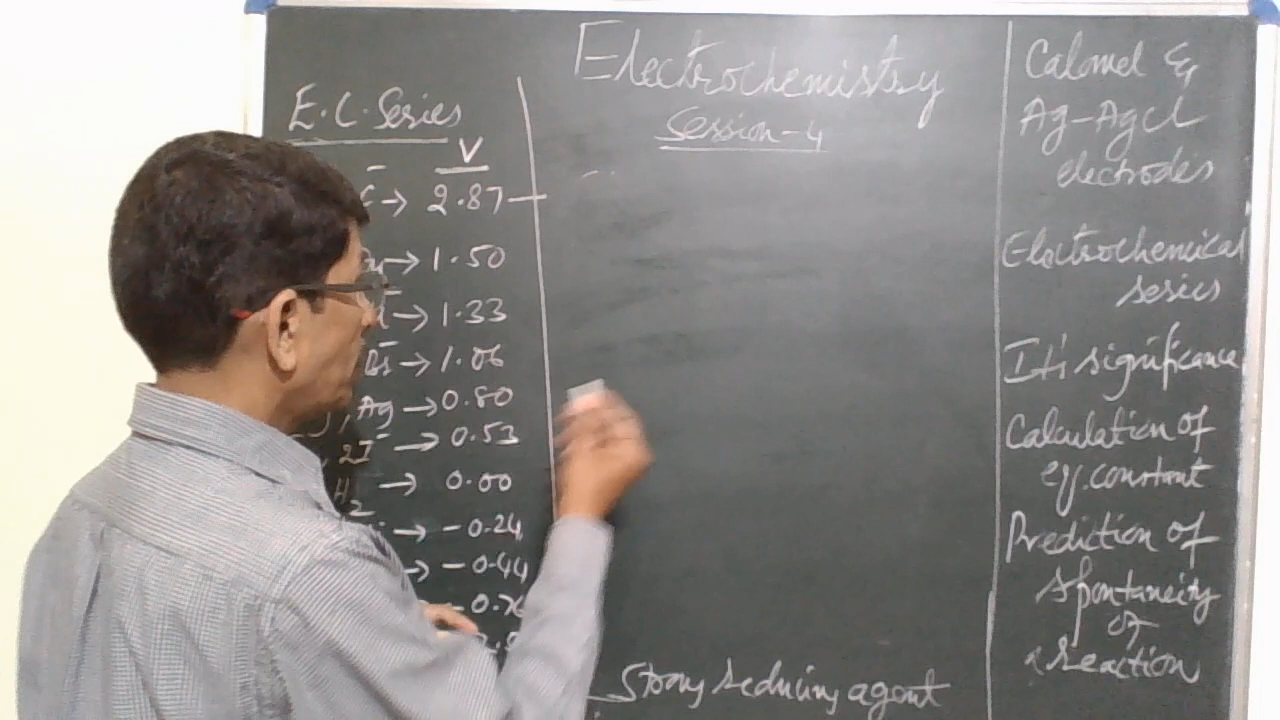 Electrochemistry
Session-4
E.C. Series
V
→ 2.87
→ 1.50
→ 1.33
→ 1.06
, Ag → 0.80
, 2I⁻ → 0.53
H2 → 0.00
→ -0.24
→ -0.44
Strong reducing agent
Calomel &
Ag-AgCl
electrodes
Electrochemical
series
It's significance
Calculation of
eq. constant
Prediction of
spontaneity
of
a reaction